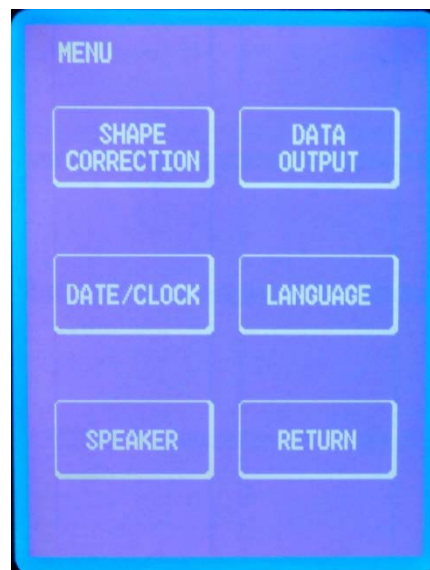 MENU
SHAPE
CORRECTION
DATA
OUTPUT
DATE/CLOCK
LANGUAGE
SPEAKER
RETURN